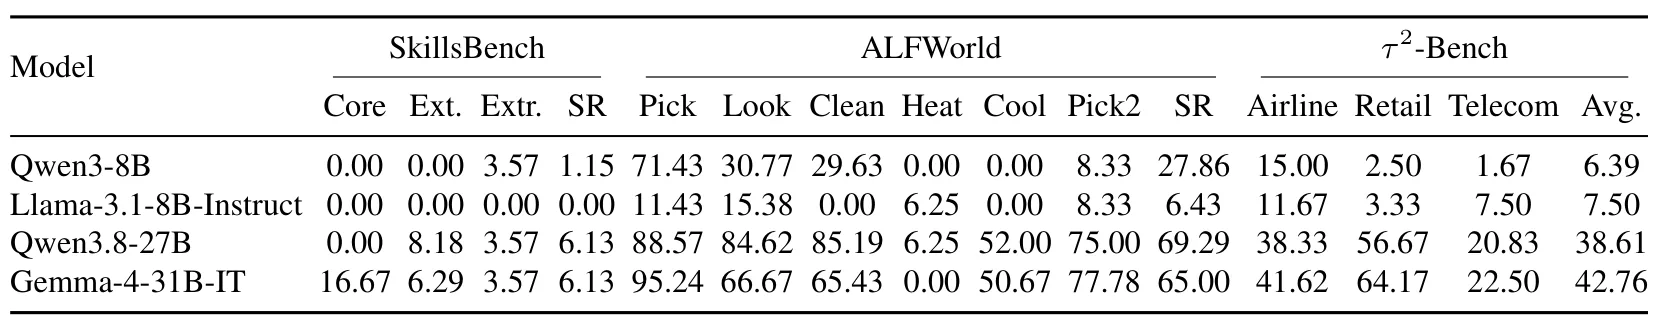 Model SkillsBench ALFWorld τ²-Bench
Core Ext. Extr. SR Pick Look Clean Heat Cool Pick2 SR Airline Retail Telecom Avg.
Qwen3-8B 0.00 0.00 3.57 1.15 71.43 30.77 29.63 0.00 0.00 8.33 27.86 15.00 2.50 1.67 6.39
Llama-3.1-8B-Instruct 0.00 0.00 0.00 0.00 11.43 15.38 0.00 6.25 0.00 8.33 6.43 11.67 3.33 7.50 7.50
Qwen3.8-27B 0.00 8.18 3.57 6.13 88.57 84.62 85.19 6.25 52.00 75.00 69.29 38.33 56.67 20.83 38.61
Gemma-4-31B-IT 16.67 6.29 3.57 6.13 95.24 66.67 65.43 0.00 50.67 77.78 65.00 41.62 64.17 22.50 42.76